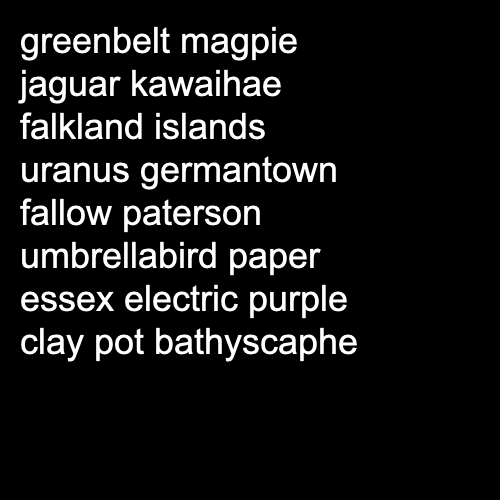 greenbelt magpie
jaguar kawaihae
falkland islands
uranus germantown
fallow paterson
umbrellabird paper
essex electric purple
clay pot bathyscaphe